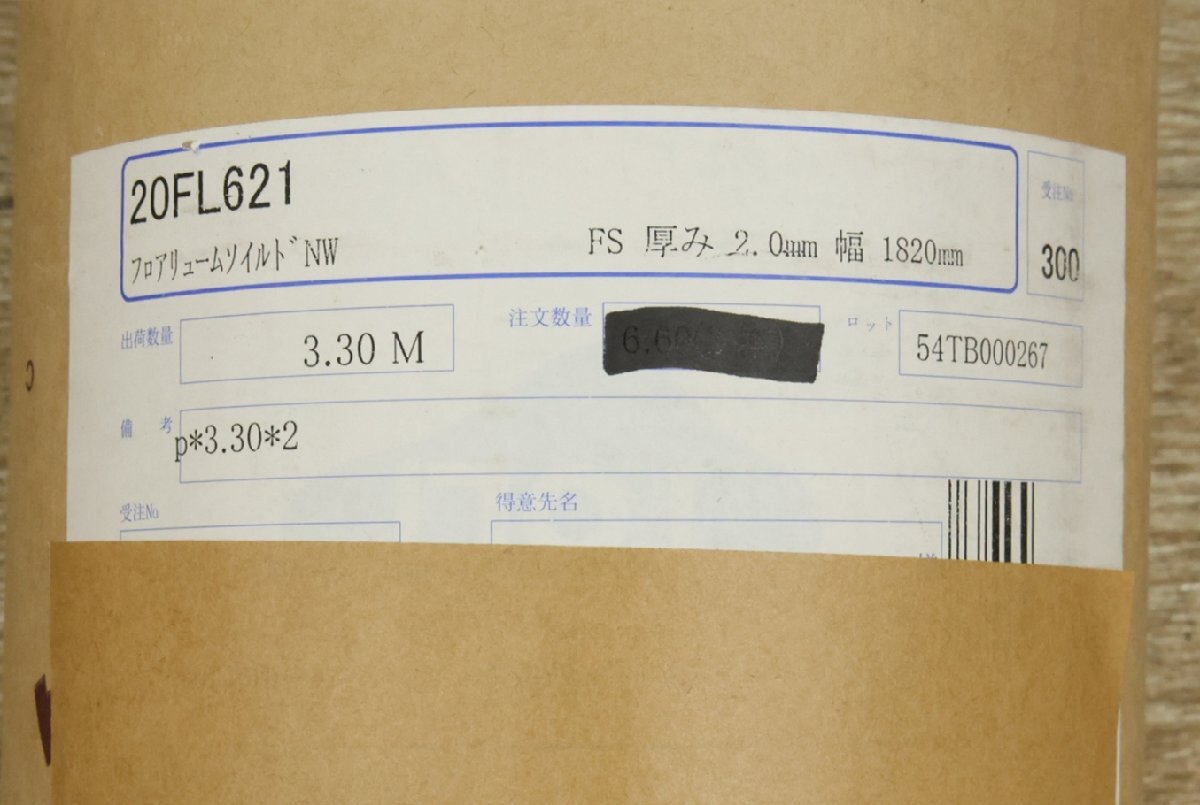 20FL621
フロアリュームソイルドﾞNW
FS 厚み 2.0mm 幅 1820mm
受注No
300
出荷数量
3.30 M
注文数量
6.60
ロット
54TB000267
備 考
p*3.30*2
受注No
得意先名